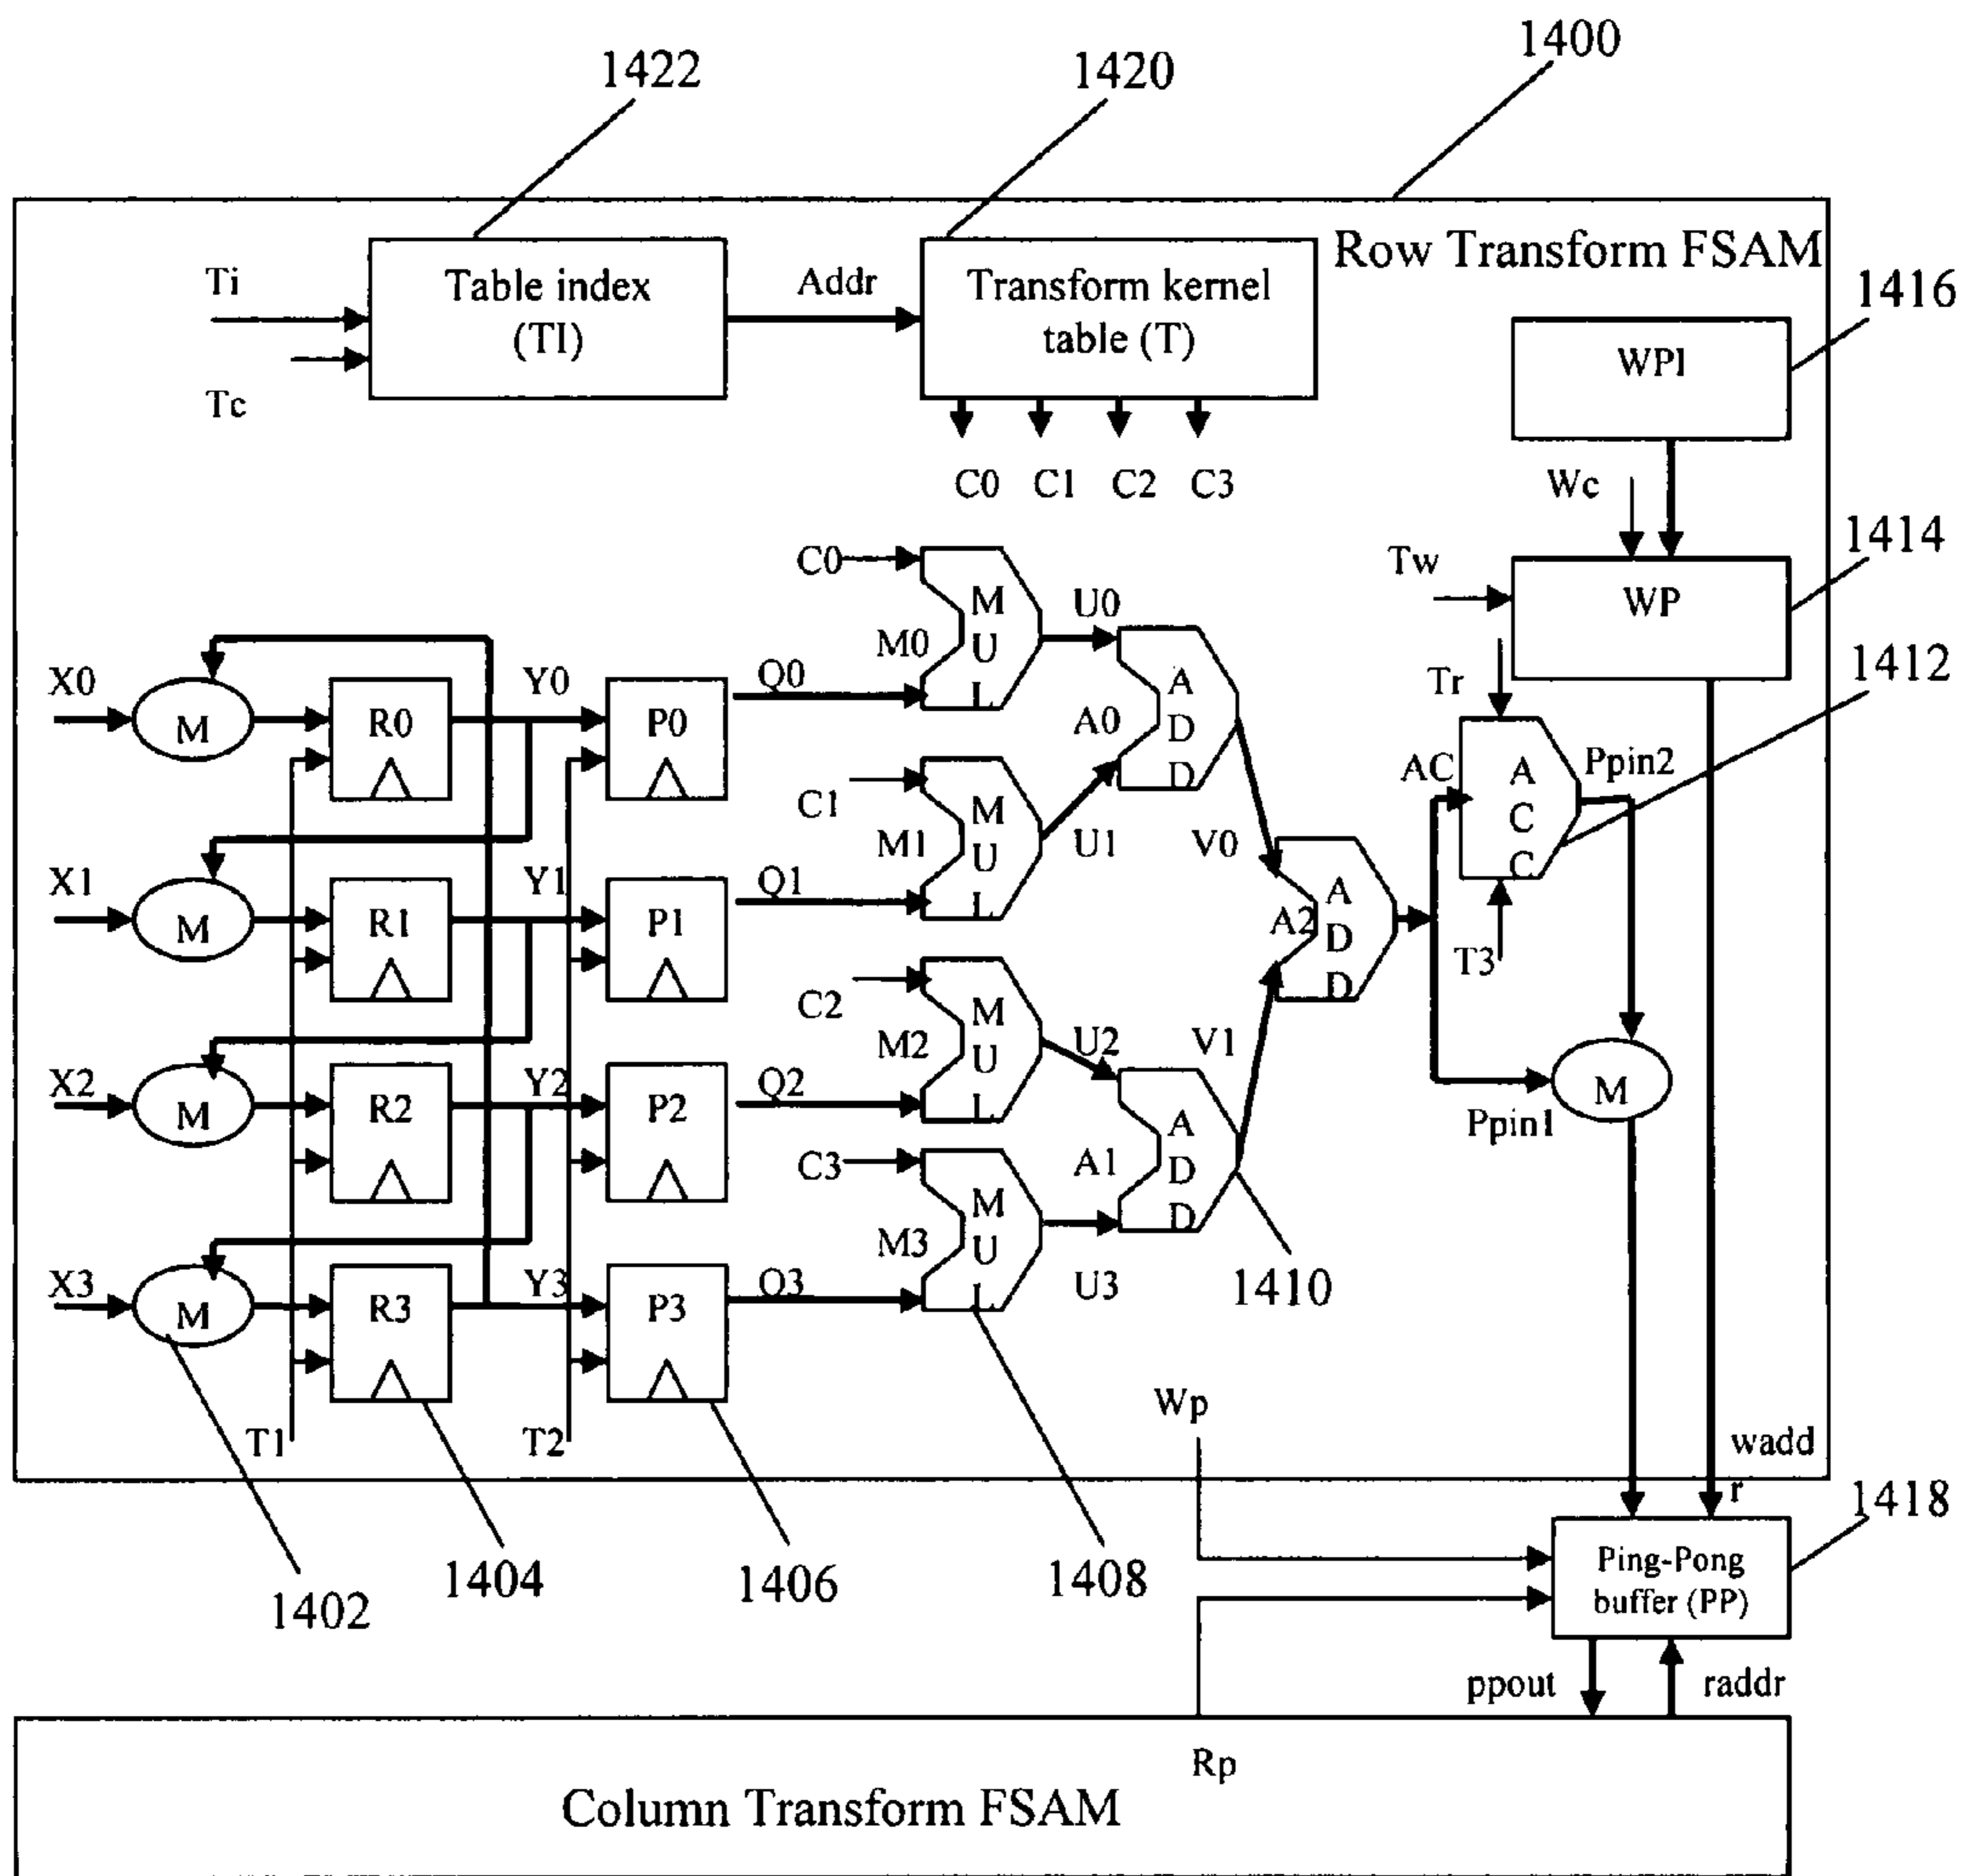 1422
1420
1400
Row Transform FSAM
Ti
Tc
Table index
(TI)
Addr
Transform kernel
table (T)
1416
WPI
C0 C1 C2 C3
Wc
1414
Tw
WP
1412
C0
M
U
L
M0
U0
X0
M
R0
Y0
P0
Q0
A
D
D
A0
Tr
AC
A
C
C
Ppin2
C1
M
U
L
M1
U1
V0
X1
M
R1
Y1
P1
Q1
A
D
D
A2
T3
C2
M
U
L
M2
U2
V1
X2
M
R2
Y2
P2
Q2
A
D
D
A1
Ppin1
M
C3
M
U
L
M3
U3
1410
X3
M
R3
Y3
P3
Q3
T1
T2
Wp
wadd
r
1418
1402
1404
1406
1408
Ping-Pong
buffer (PP)
ppout
raddr
Rp
Column Transform FSAM